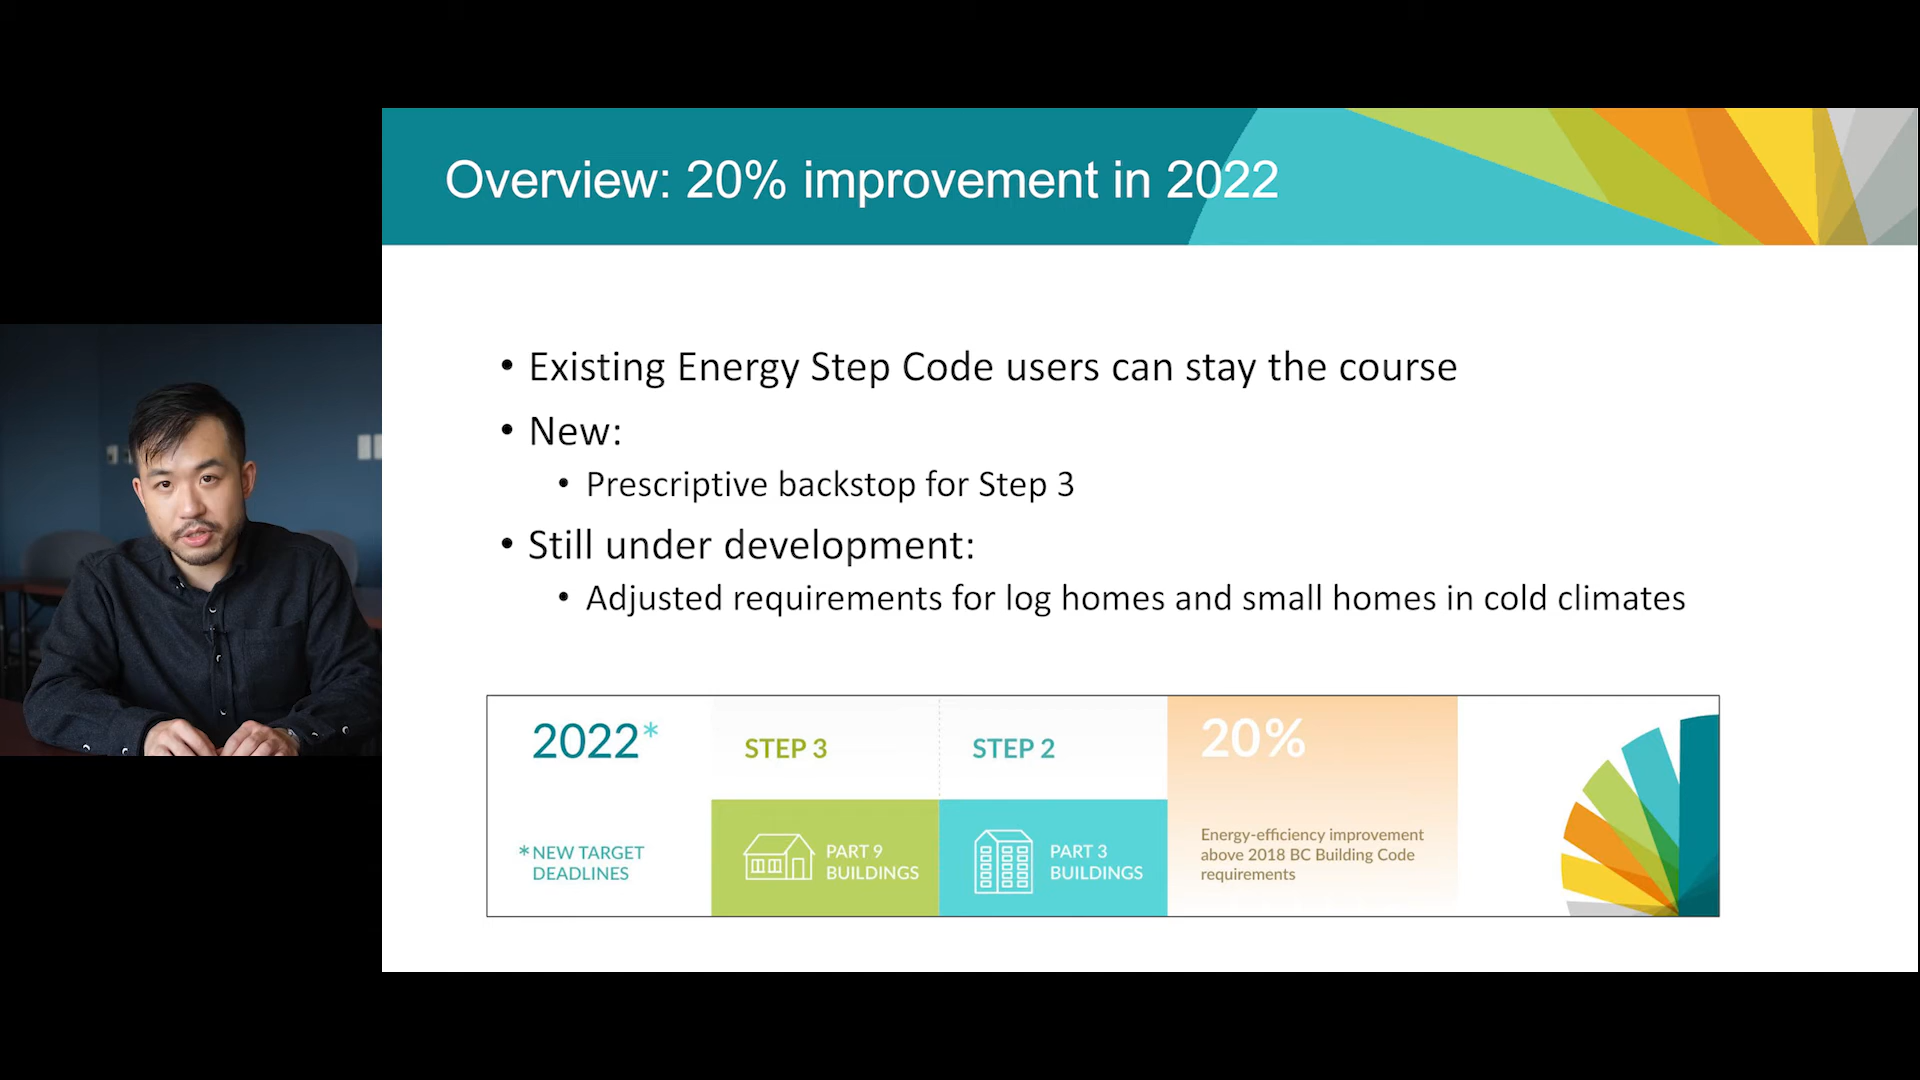 Overview: 20% improvement in 2022
• Existing Energy Step Code users can stay the course
• New:
• Prescriptive backstop for Step 3
• Still under development:
• Adjusted requirements for log homes and small homes in cold climates
2022*
STEP 3
STEP 2
20%
*NEW TARGET
DEADLINES
PART 9
BUILDINGS
PART 3
BUILDINGS
Energy-efficiency improvement
above 2018 BC Building Code
requirements